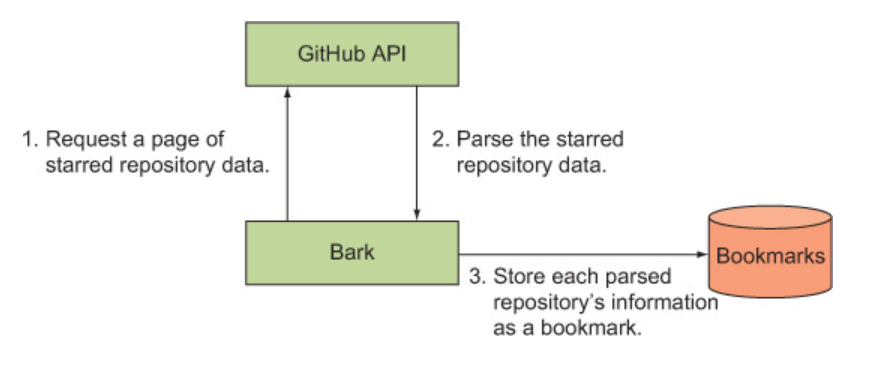 GitHub API
1. Request a page of
starred repository data.
2. Parse the starred
repository data.
Bark
Bookmarks
3. Store each parsed
repository's information
as a bookmark.